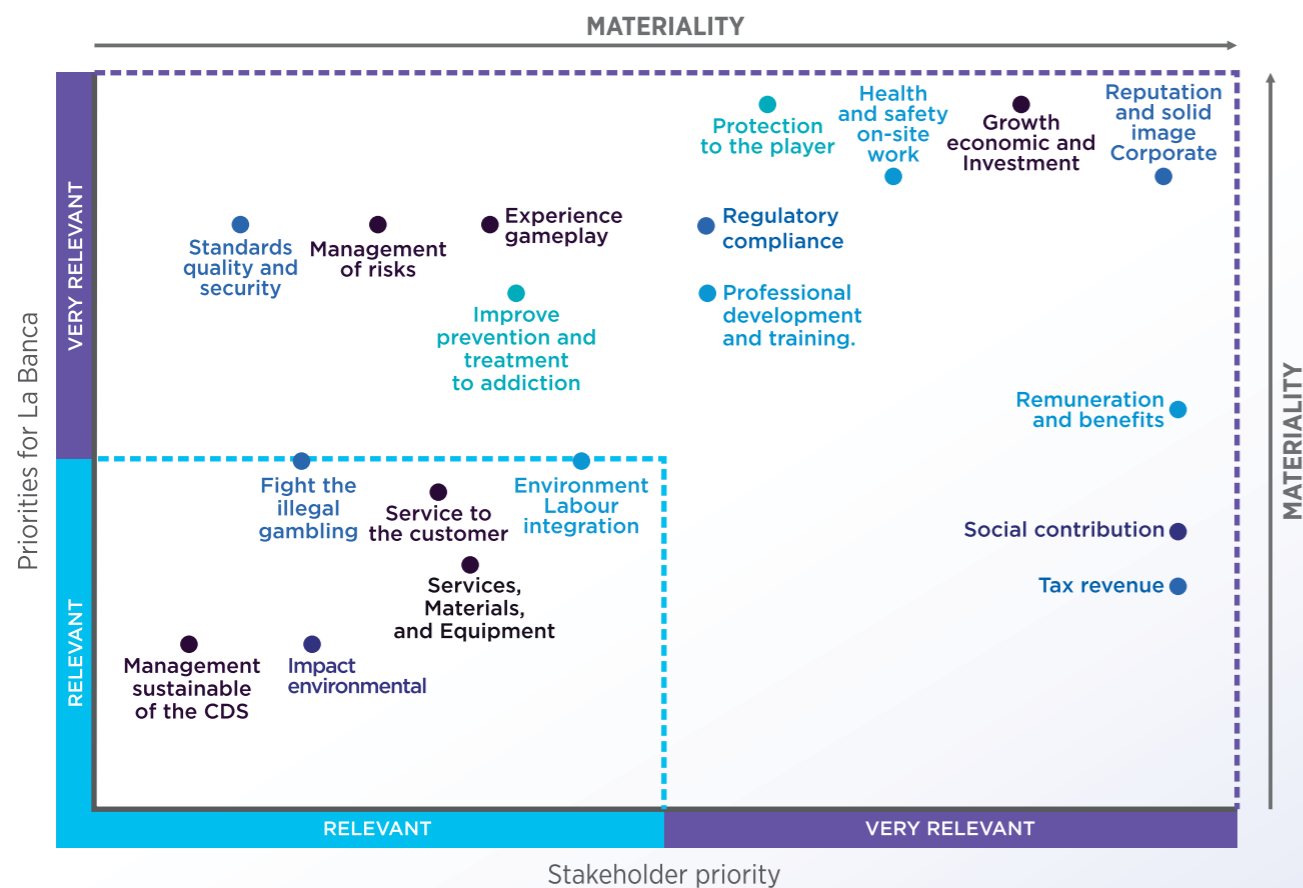 MATERIALITY
Priorities for La Banca
VERY RELEVANT
RELEVANT
Protection
to the player
Health
and safety
on-site
work
Growth
economic and
Investment
Reputation
and solid
image
Corporate
Standards
quality and
security
Management
of risks
Experience
gameplay
Regulatory
compliance
Improve
prevention and
treatment
to addiction
Professional
development
and training.
Remuneration
and benefits
Fight the
illegal
gambling
Service to
the customer
Environment
Labour
integration
Social contribution
Services,
Materials,
and Equipment
Tax revenue
Management
sustainable
of the CDS
Impact
environmental
MATERIALITY
RELEVANT
VERY RELEVANT
Stakeholder priority